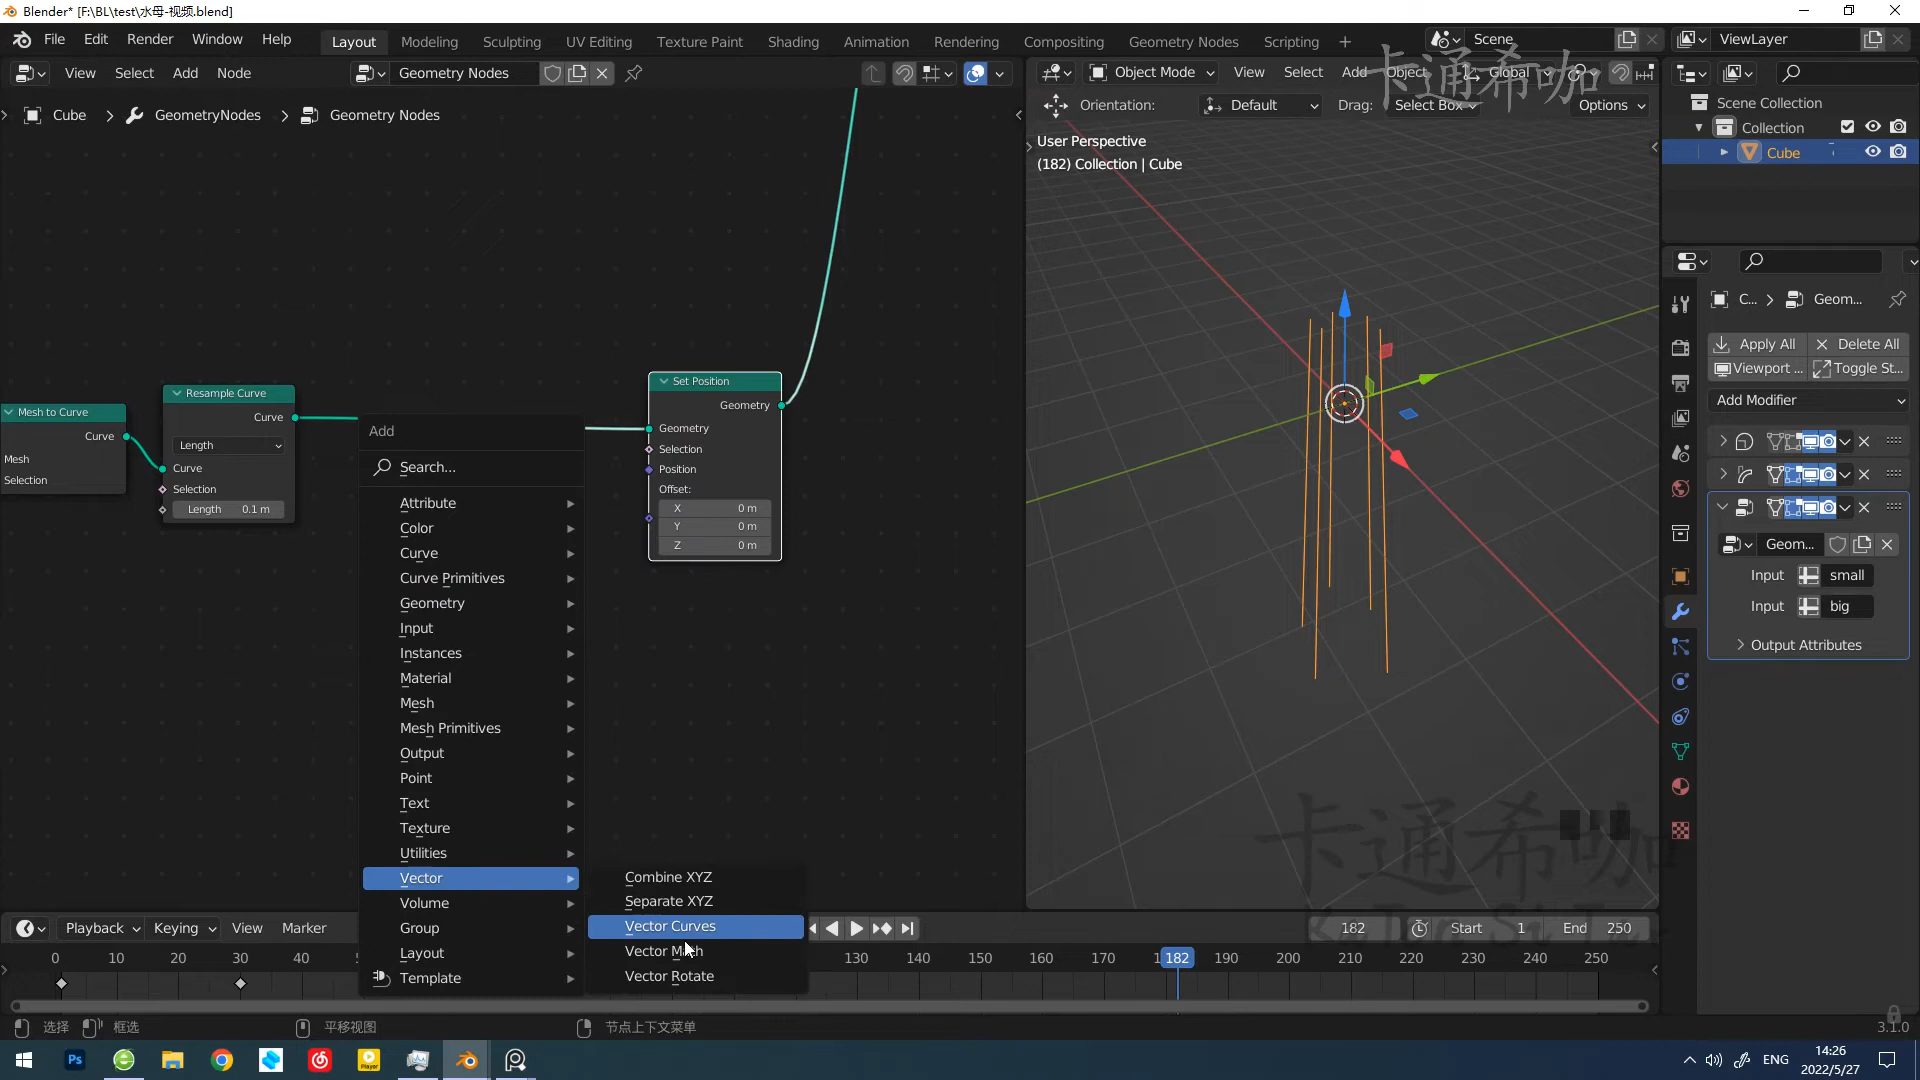 Blender* [F:\BL\test\水母-视频.blend]
File Edit Render Window Help
Layout Modeling Sculpting UV Editing Texture Paint Shading Animation Rendering Compositing Geometry Nodes Scripting +
Scene
ViewLayer
View Select Add Node
Geometry Nodes
Object Mode
View Select Add Object
Global
卡通希咖
Cube > GeometryNodes > Geometry Nodes
Orientation: Default Drag: Select Box Options
User Perspective
(182) Collection | Cube
Scene Collection
Collection
Cube
Mesh to Curve
Curve
Mesh
Selection
Resample Curve
Curve
Length
Curve
Selection
Length 0.1 m
Set Position
Geometry
Geometry
Selection
Position
Offset:
X 0 m
Y 0 m
Z 0 m
Add
Search...
Attribute
Color
Curve
Curve Primitives
Geometry
Input
Instances
Material
Mesh
Mesh Primitives
Output
Point
Text
Texture
Utilities
Vector
Volume
Group
Layout
Template
Combine XYZ
Separate XYZ
Vector Curves
Vector Math
Vector Rotate
C... > Geom...
Apply All
Delete All
Viewport ...
Toggle St...
Add Modifier
Geom...
Input small
Input big
Output Attributes
卡通希咖
Playback Keying View Marker
182
Start 1
End 250
0 10 20 30
130 140 150 160 170 182 190 200 210 220 230 240 250
选择
框选
平移视图
节点上下文菜单
3.1.0
Ps
Player
ENG
14:26
2022/5/27